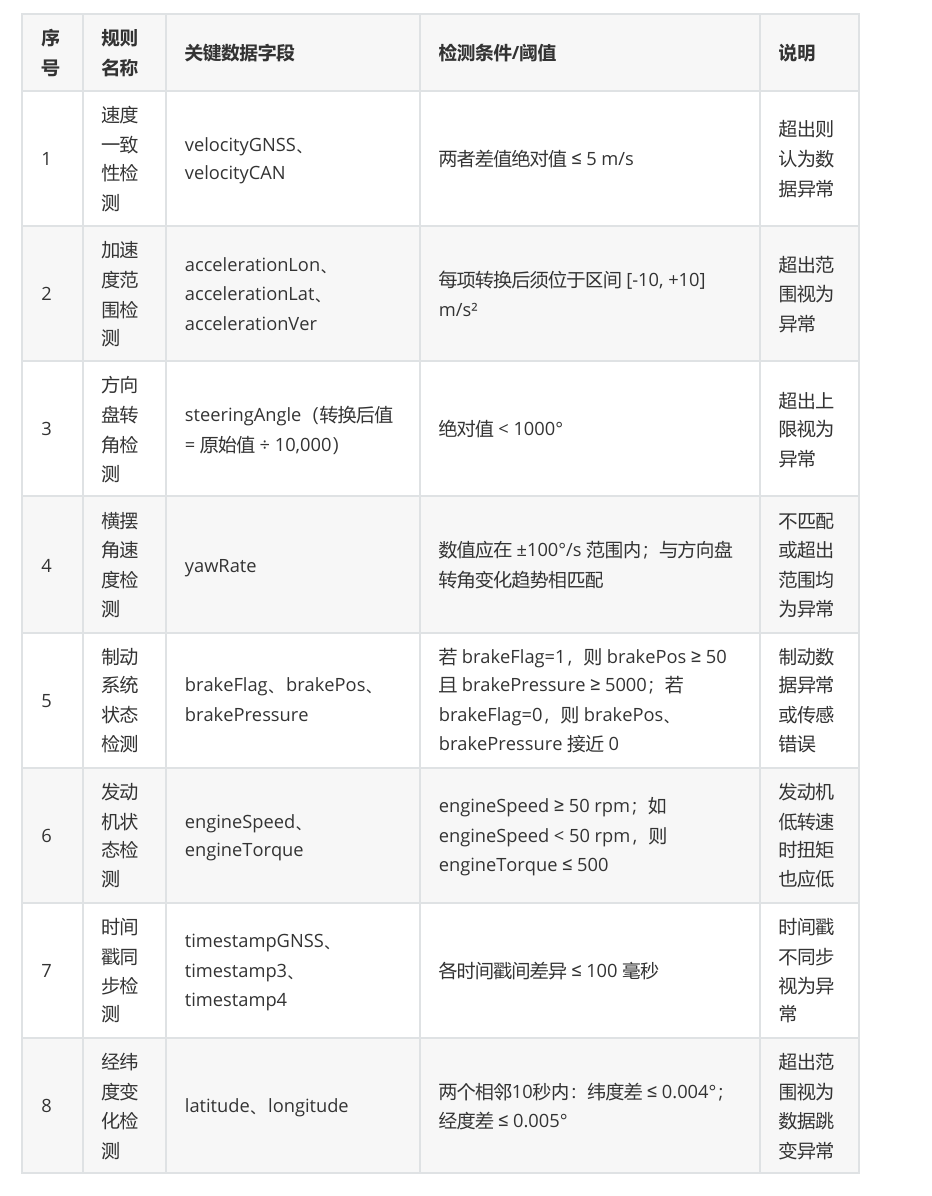 序
号
规则
名称
关键数据字段
检测条件/阈值
说明
1
速度
一致
性检
测
velocityGNSS、
velocityCAN
两者差值绝对值 ≤ 5 m/s
超出则
认为数
据异常
2
加速
度范
围检
测
accelerationLon、
accelerationLat、
accelerationVer
每项转换后须位于区间 [-10, +10]
m/s²
超出范
围视为
异常
3
方向
盘转
角检
测
steeringAngle（转换后值
= 原始值 ÷ 10,000）
绝对值 < 1000°
超出上
限视为
异常
4
横摆
角速
度检
测
yawRate
数值应在 ±100°/s 范围内；与方向盘
转角变化趋势相匹配
不匹配
或超出
范围均
为异常
5
制动
系统
状态
检测
brakeFlag、brakePos、
brakePressure
若 brakeFlag=1，则 brakePos ≥ 50
且 brakePressure ≥ 5000；若
brakeFlag=0，则 brakePos、
brakePressure 接近 0
制动数
据异常
或传感
错误
6
发动
机状
态检
测
engineSpeed、
engineTorque
engineSpeed ≥ 50 rpm；如
engineSpeed < 50 rpm，则
engineTorque ≤ 500
发动机
低转速
时扭矩
也应低
7
时间
戳同
步检
测
timestampGNSS、
timestamp3、
timestamp4
各时间戳间差异 ≤ 100 毫秒
时间戳
不同步
视为异
常
8
经纬
度变
化检
测
latitude、longitude
两个相邻10秒内：纬度差 ≤ 0.004°；
经度差 ≤ 0.005°
超出范
围视为
数据跳
变异常